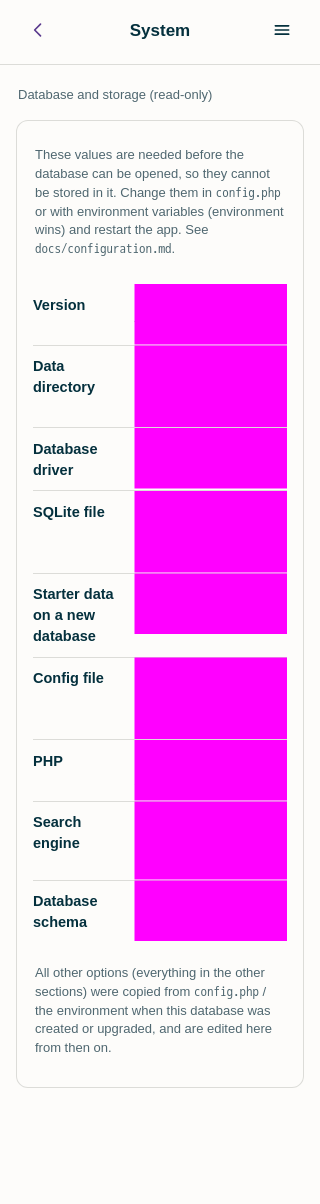 System
Database and storage (read-only)
These values are needed before the
database can be opened, so they cannot
be stored in it. Change them in config.php
or with environment variables (environment
wins) and restart the app. See
docs/configuration.md.
Version
Data
directory
Database
driver
SQLite file
Starter data
on a new
database
Config file
PHP
Search
engine
Database
schema
All other options (everything in the other
sections) were copied from config.php /
the environment when this database was
created or upgraded, and are edited here
from then on.